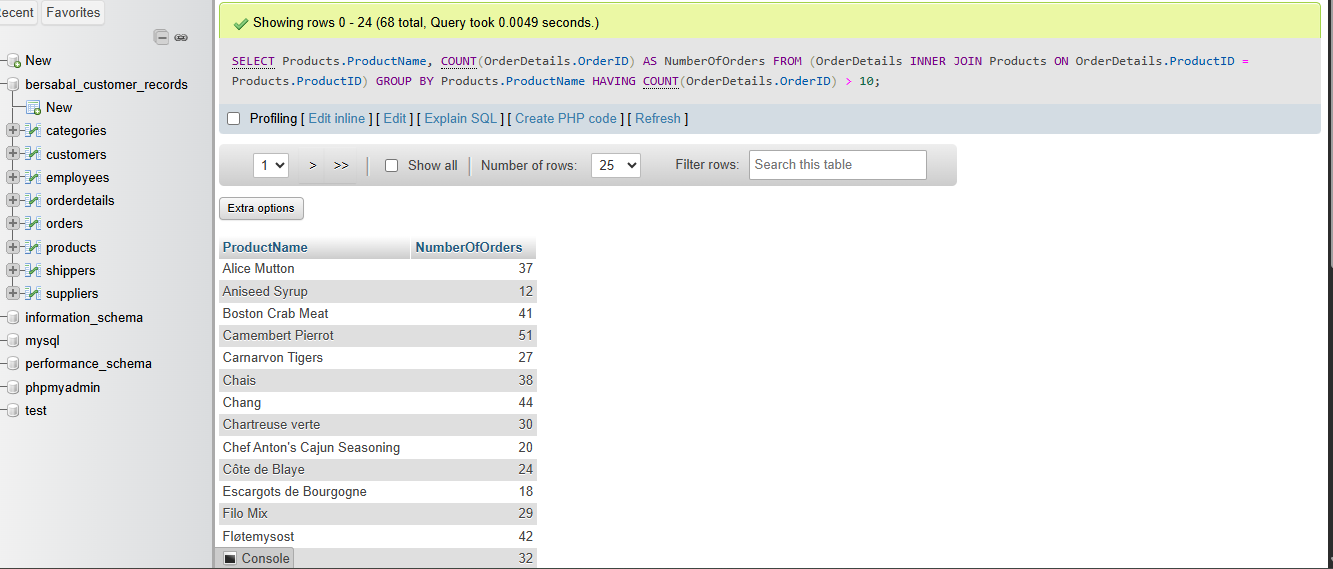 ecent Favorites
New
bersabal_customer_records
New
categories
customers
employees
orderdetails
orders
products
shippers
suppliers
information_schema
mysql
performance_schema
phpmyadmin
test
Showing rows 0 - 24 (68 total, Query took 0.0049 seconds.)
SELECT Products.ProductName, COUNT(OrderDetails.OrderID) AS NumberOfOrders FROM (OrderDetails INNER JOIN Products ON OrderDetails.ProductID =
Products.ProductID) GROUP BY Products.ProductName HAVING COUNT(OrderDetails.OrderID) > 10;
Profiling [ Edit inline ] [ Edit ] [ Explain SQL ] [ Create PHP code ] [ Refresh ]
1 > >> Show all Number of rows: 25 Filter rows: Search this table
Extra options
ProductName NumberOfOrders
Alice Mutton 37
Aniseed Syrup 12
Boston Crab Meat 41
Camembert Pierrot 51
Carnarvon Tigers 27
Chais 38
Chang 44
Chartreuse verte 30
Chef Anton's Cajun Seasoning 20
Côte de Blaye 24
Escargots de Bourgogne 18
Filo Mix 29
Fløtemysost 42
Console 32